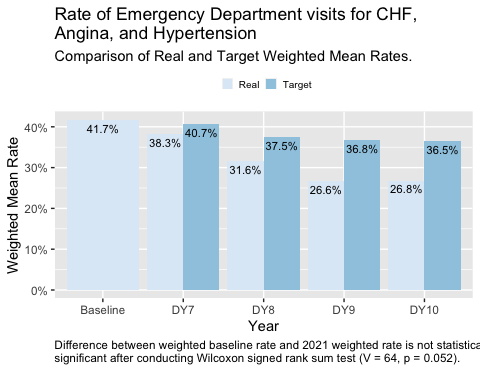 Rate of Emergency Department visits for CHF,
Angina, and Hypertension
Comparison of Real and Target Weighted Mean Rates.
Real Target
Weighted Mean Rate
40%
30%
20%
10%
0%
41.7%
38.3% 40.7%
31.6% 37.5%
26.6% 36.8%
26.8% 36.5%
Baseline DY7 DY8 DY9 DY10
Year
Difference between weighted baseline rate and 2021 weighted rate is not
significant after conducting Wilcoxon signed rank sum test (V = 64, p = 0.052).